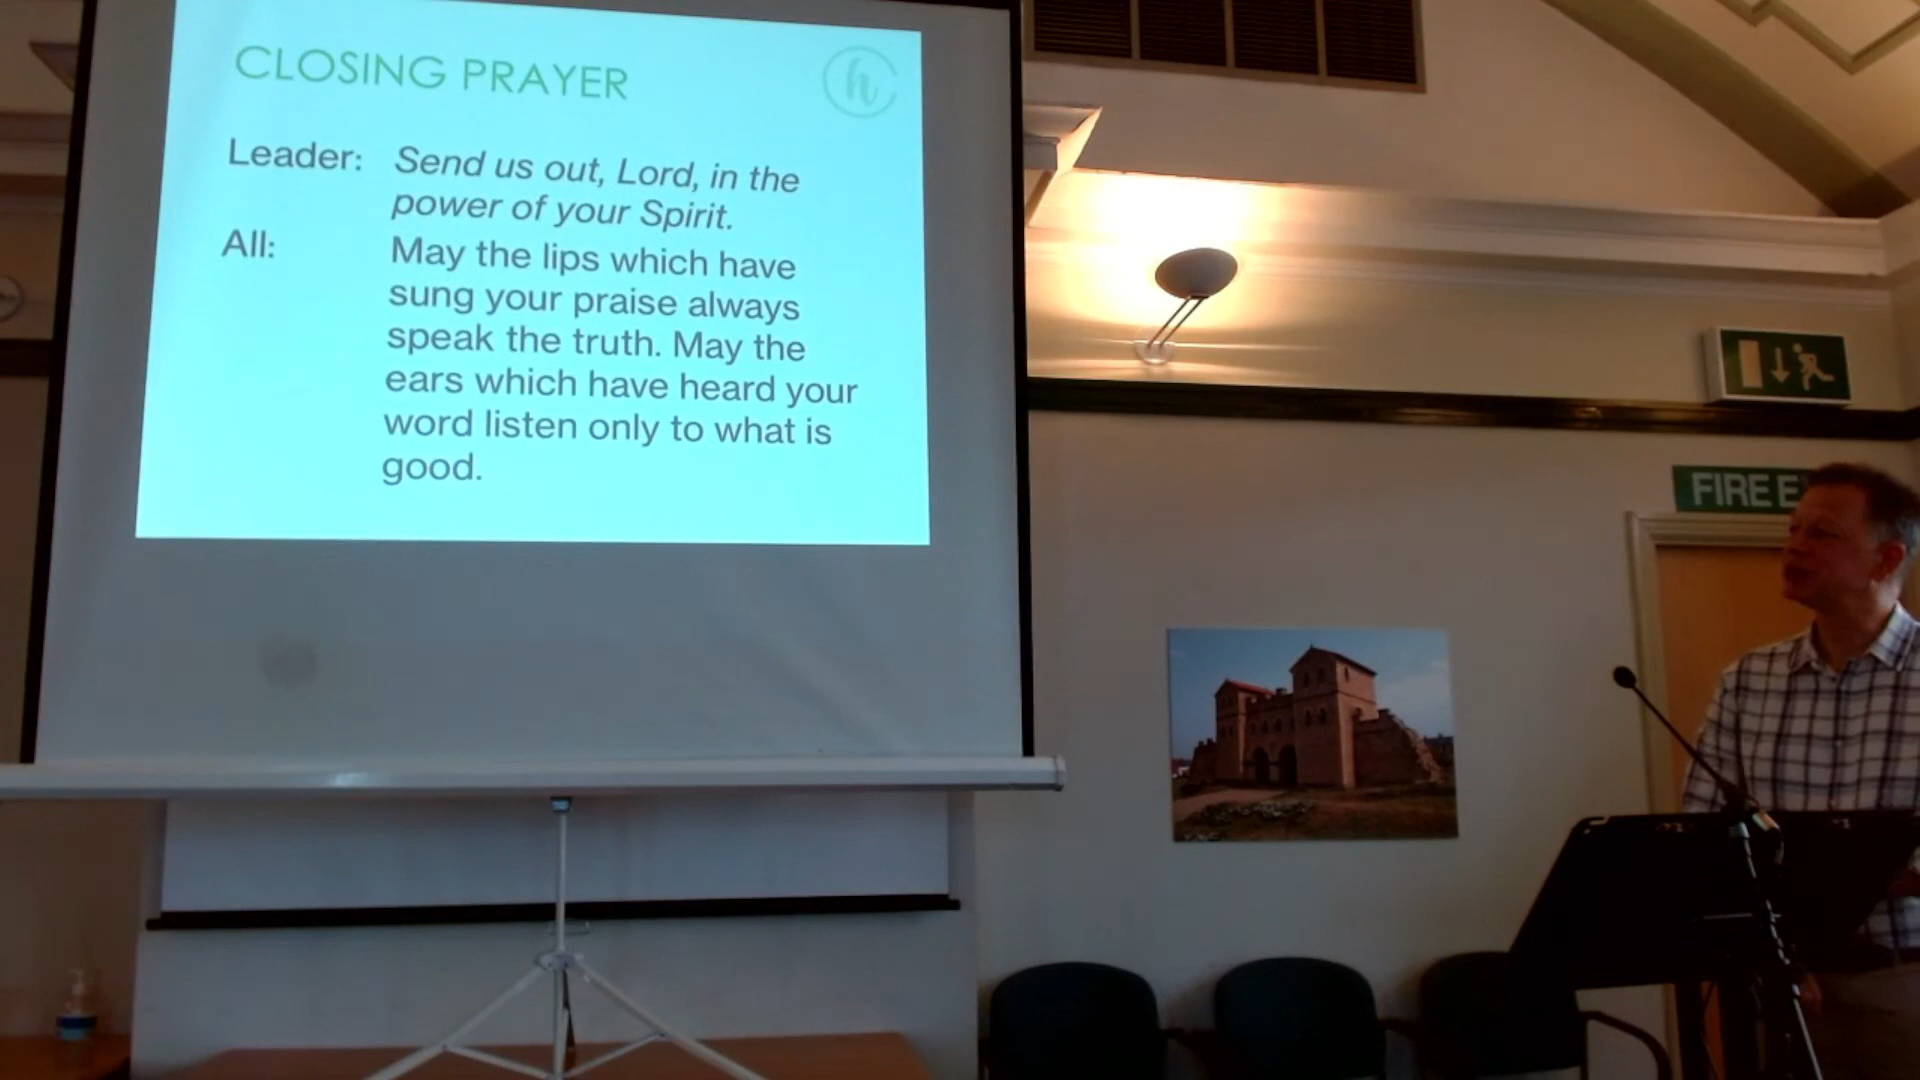 CLOSING PRAYER
h
Leader: Send us out, Lord, in the
power of your Spirit.
All: May the lips which have
sung your praise always
speak the truth. May the
ears which have heard your
word listen only to what is
good.
FIRE